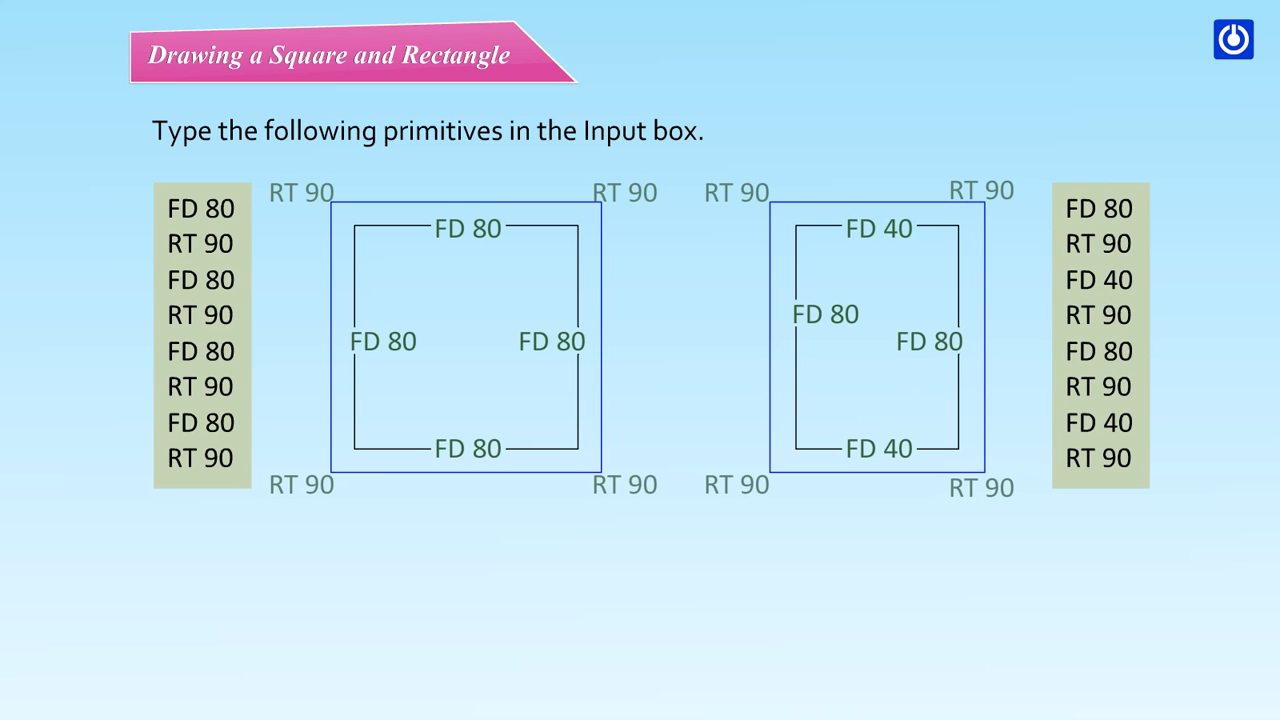 Drawing a Square and Rectangle
Type the following primitives in the Input box.
FD 80
RT 90
FD 80
RT 90
FD 80
RT 90
FD 80
RT 90
RT 90
RT 90
FD 80
FD 80
FD 80
FD 80
RT 90
RT 90
RT 90
RT 90
FD 40
FD 80
FD 80
FD 40
RT 90
RT 90
FD 80
RT 90
FD 40
RT 90
FD 80
RT 90
FD 40
RT 90